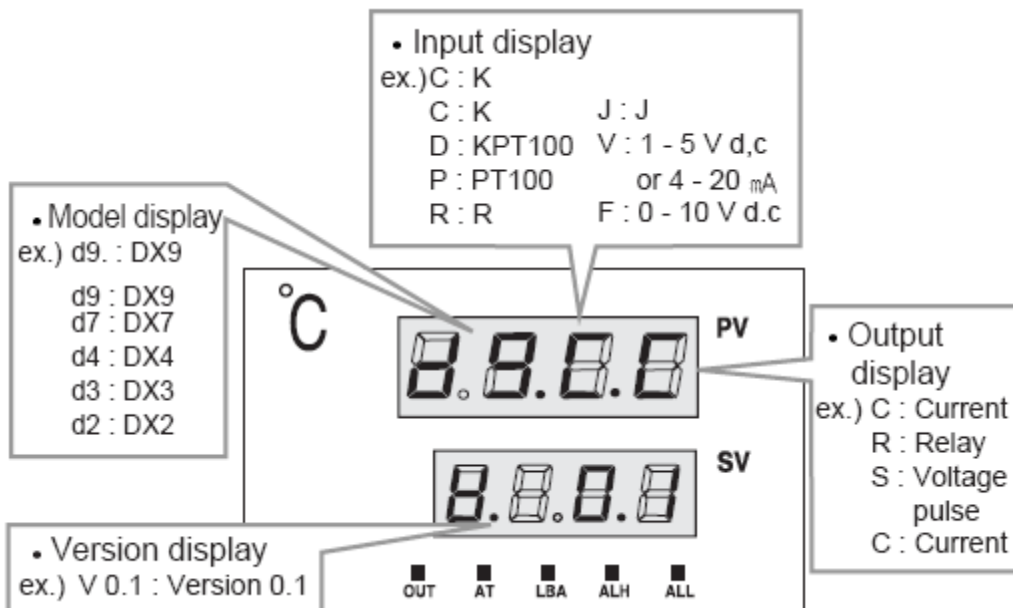 • Input display
ex.) C : K
C : K J : J
D : KPT100 V : 1 - 5 V d,c
P : PT100 or 4 - 20 ㎃
R : R F : 0 - 10 V d.c
• Model display
ex.) d9. : DX9
d9 : DX9
d7 : DX7
d4 : DX4
d3 : DX3
d2 : DX2
°C
d 9. C. C
PV
• Output
display
ex.) C : Current
R : Relay
S : Voltage
pulse
C : Current
SV
• Version display
ex.) V 0.1 : Version 0.1
OUT AT LBA ALH ALL